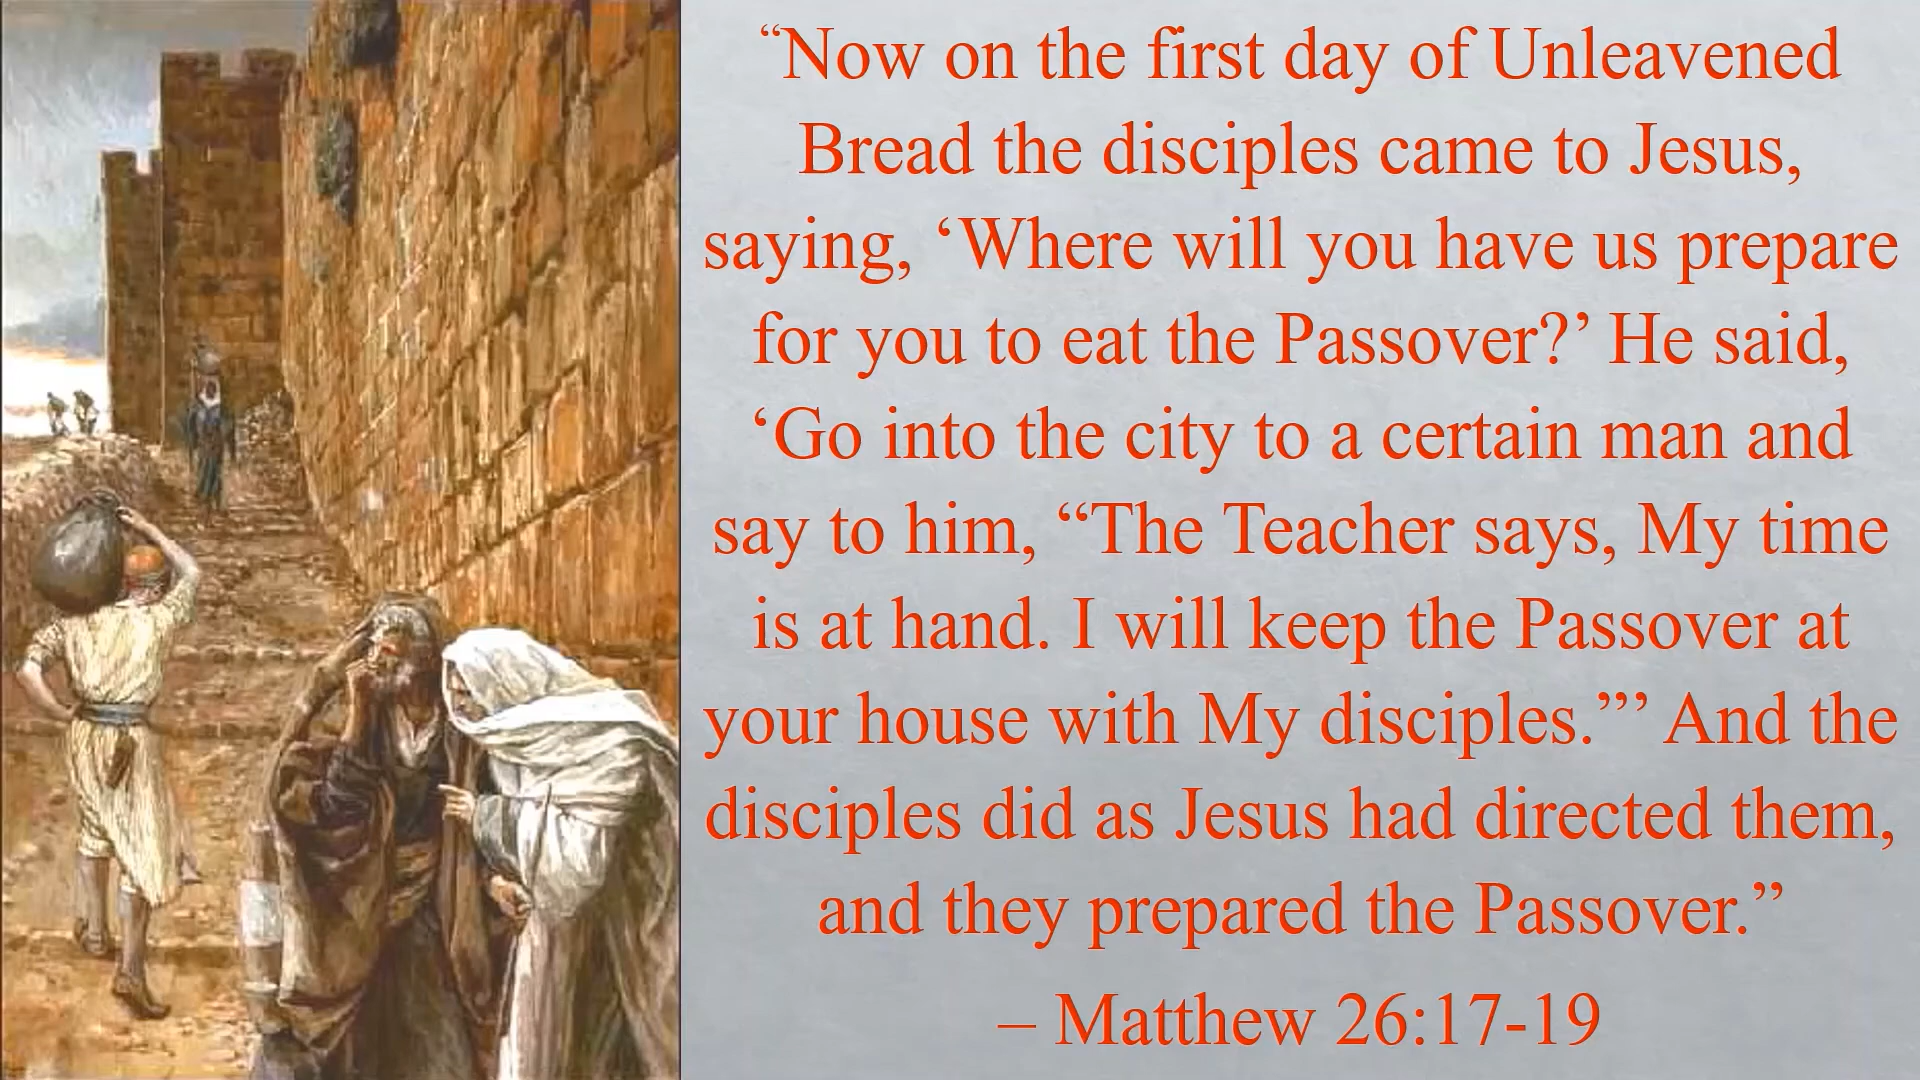 “Now on the first day of Unleavened
Bread the disciples came to Jesus,
saying, ‘Where will you have us prepare
for you to eat the Passover?’ He said,
‘Go into the city to a certain man and
say to him, “The Teacher says, My time
is at hand. I will keep the Passover at
your house with My disciples.”’ And the
disciples did as Jesus had directed them,
and they prepared the Passover.”
– Matthew 26:17-19